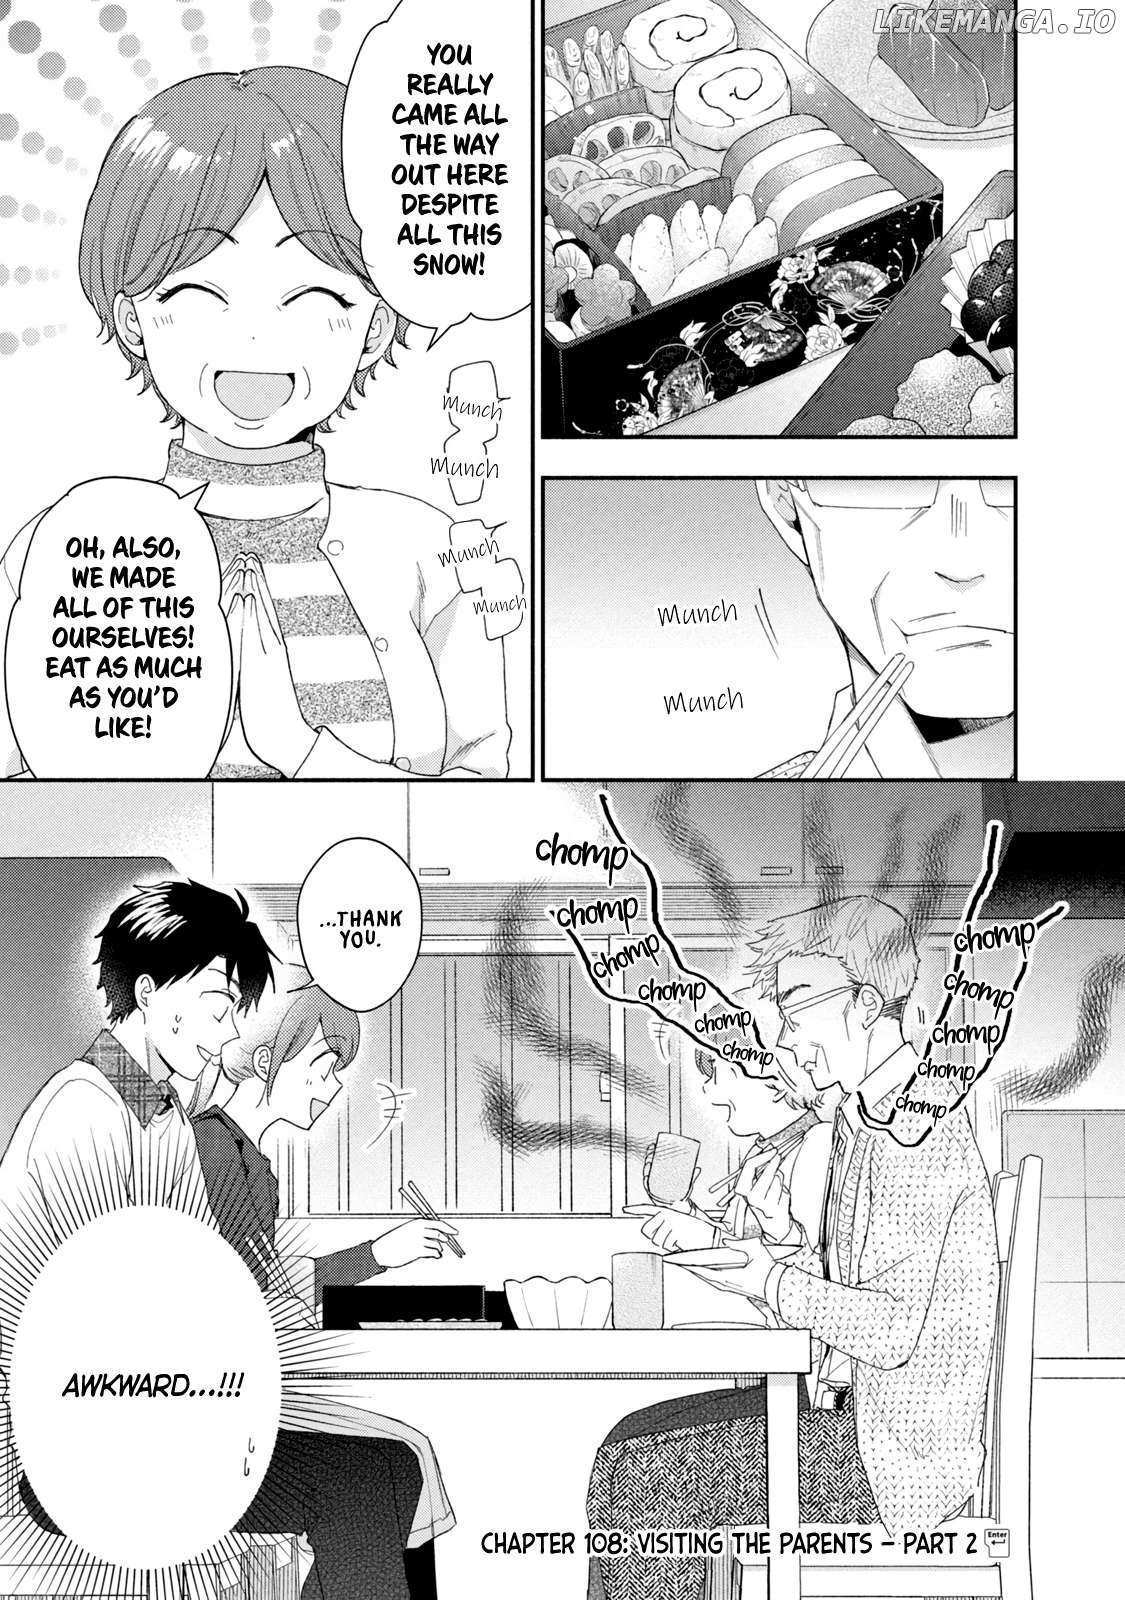 LIKEMANGA.IO
YOU
REALLY
CAME ALL
THE WAY
OUT HERE
DESPITE
ALL THIS
SNOW!
Munch
Munch
Munch
Munch
OH, ALSO,
WE MADE
ALL OF THIS
OURSELVES!
EAT AS MUCH
AS YOU'D
LIKE!
Munch
Munch
...THANK
YOU.
chomp
chomp
chomp
chomp
chomp
chomp
chomp
chomp
chomp
chomp
chomp
AWKWARD...!!!
CHAPTER 108: VISITING THE PARENTS – PART 2 Enter